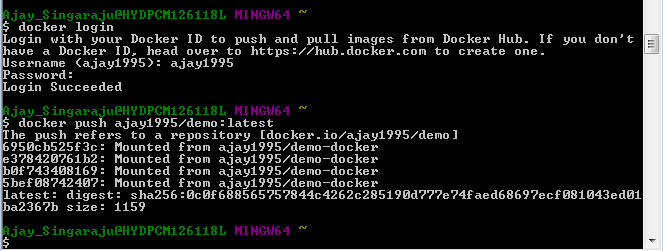 Ajay_Singaraju@HYDPCM126118L MINGW64 ~
$ docker login
Login with your Docker ID to push and pull images from Docker Hub. If you don't
have a Docker ID, head over to https://hub.docker.com to create one.
Username (ajay1995): ajay1995
Password:
Login Succeeded
Ajay_Singaraju@HYDPCM126118L MINGW64 ~
$ docker push ajay1995/demo:latest
The push refers to a repository [docker.io/ajay1995/demo]
6950cb525f3c: Mounted from ajay1995/demo-docker
e378420761b2: Mounted from ajay1995/demo-docker
b0f743408169: Mounted from ajay1995/demo-docker
5bef08742407: Mounted from ajay1995/demo-docker
latest: digest: sha256:0c0f688565757844c4262c285190d777e74faed68697ecf081043ed01
ba2367b size: 1159
Ajay_Singaraju@HYDPCM126118L MINGW64 ~
$